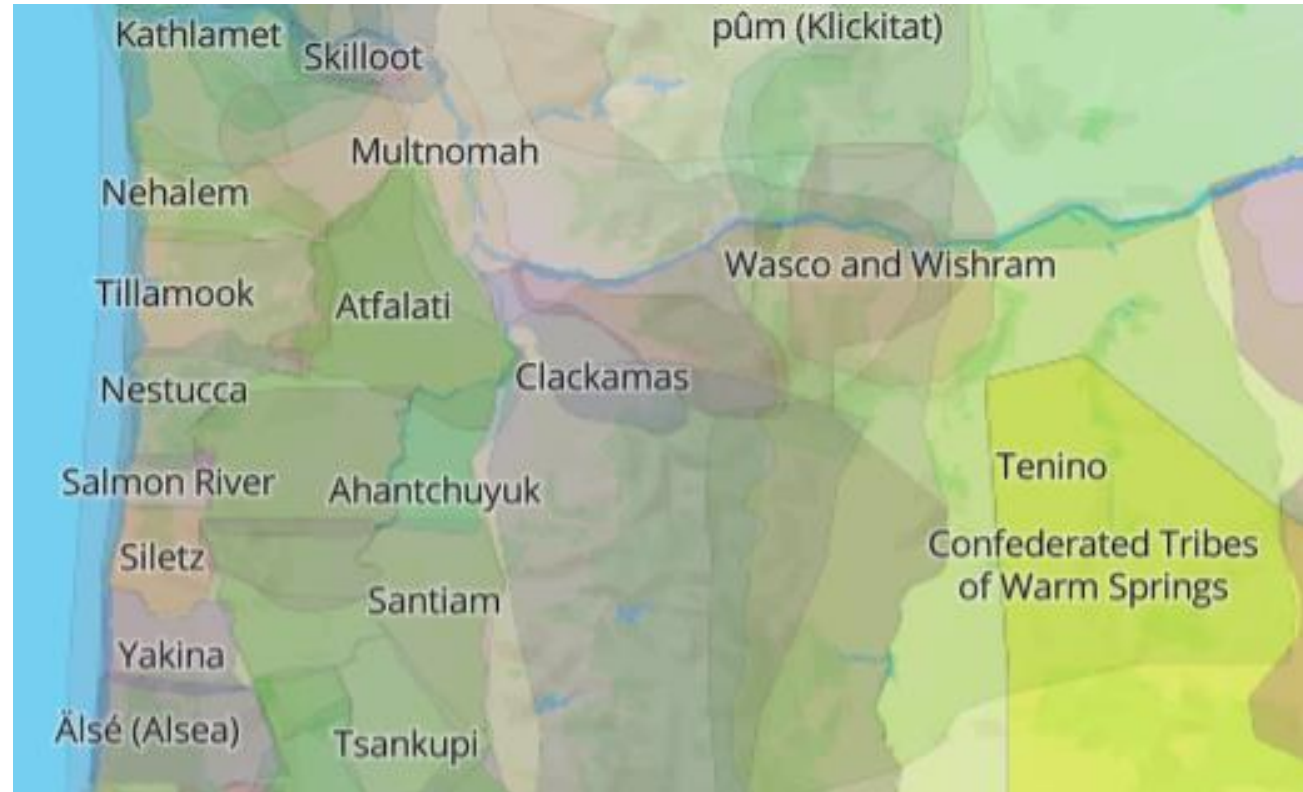 Kathlamet
Skilloot
pûm (Klickitat)
Multnomah
Nehalem
Wasco and Wishram
Tillamook
Atfalati
Nestucca
Clackamas
Salmon River
Ahantchuyuk
Tenino
Siletz
Confederated Tribes
of Warm Springs
Santiam
Yakina
Älsé (Alsea)
Tsankupi